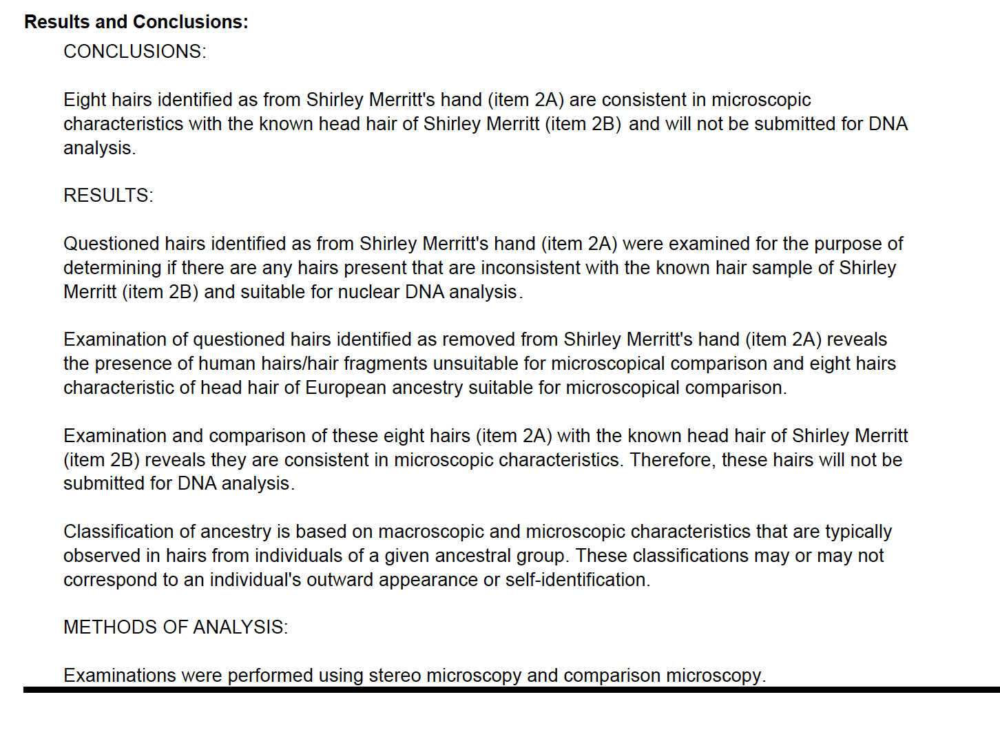 Results and Conclusions:
CONCLUSIONS:
Eight hairs identified as from Shirley Merritt's hand (item 2A) are consistent in microscopic
characteristics with the known head hair of Shirley Merritt (item 2B) and will not be submitted for DNA
analysis.
RESULTS:
Questioned hairs identified as from Shirley Merritt's hand (item 2A) were examined for the purpose of
determining if there are any hairs present that are inconsistent with the known hair sample of Shirley
Merritt (item 2B) and suitable for nuclear DNA analysis.
Examination of questioned hairs identified as removed from Shirley Merritt's hand (item 2A) reveals
the presence of human hairs/hair fragments unsuitable for microscopical comparison and eight hairs
characteristic of head hair of European ancestry suitable for microscopical comparison.
Examination and comparison of these eight hairs (item 2A) with the known head hair of Shirley Merritt
(item 2B) reveals they are consistent in microscopic characteristics. Therefore, these hairs will not be
submitted for DNA analysis.
Classification of ancestry is based on macroscopic and microscopic characteristics that are typically
observed in hairs from individuals of a given ancestral group. These classifications may or may not
correspond to an individual's outward appearance or self-identification.
METHODS OF ANALYSIS:
Examinations were performed using stereo microscopy and comparison microscopy.